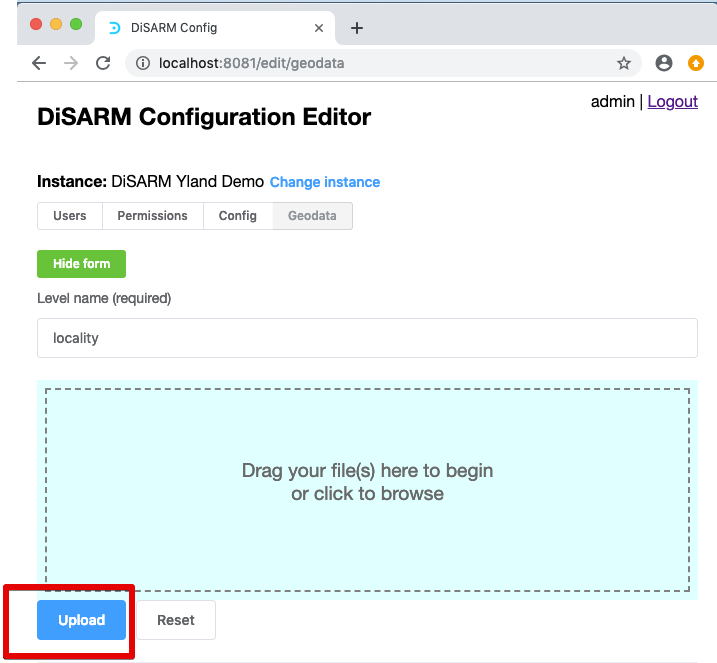 DiSARM Config
localhost:8081/edit/geodata
admin | Logout
DiSARM Configuration Editor
Instance: DiSARM Yland Demo Change instance
Users Permissions Config Geodata
Hide form
Level name (required)
locality
Drag your file(s) here to begin
or click to browse
Upload Reset